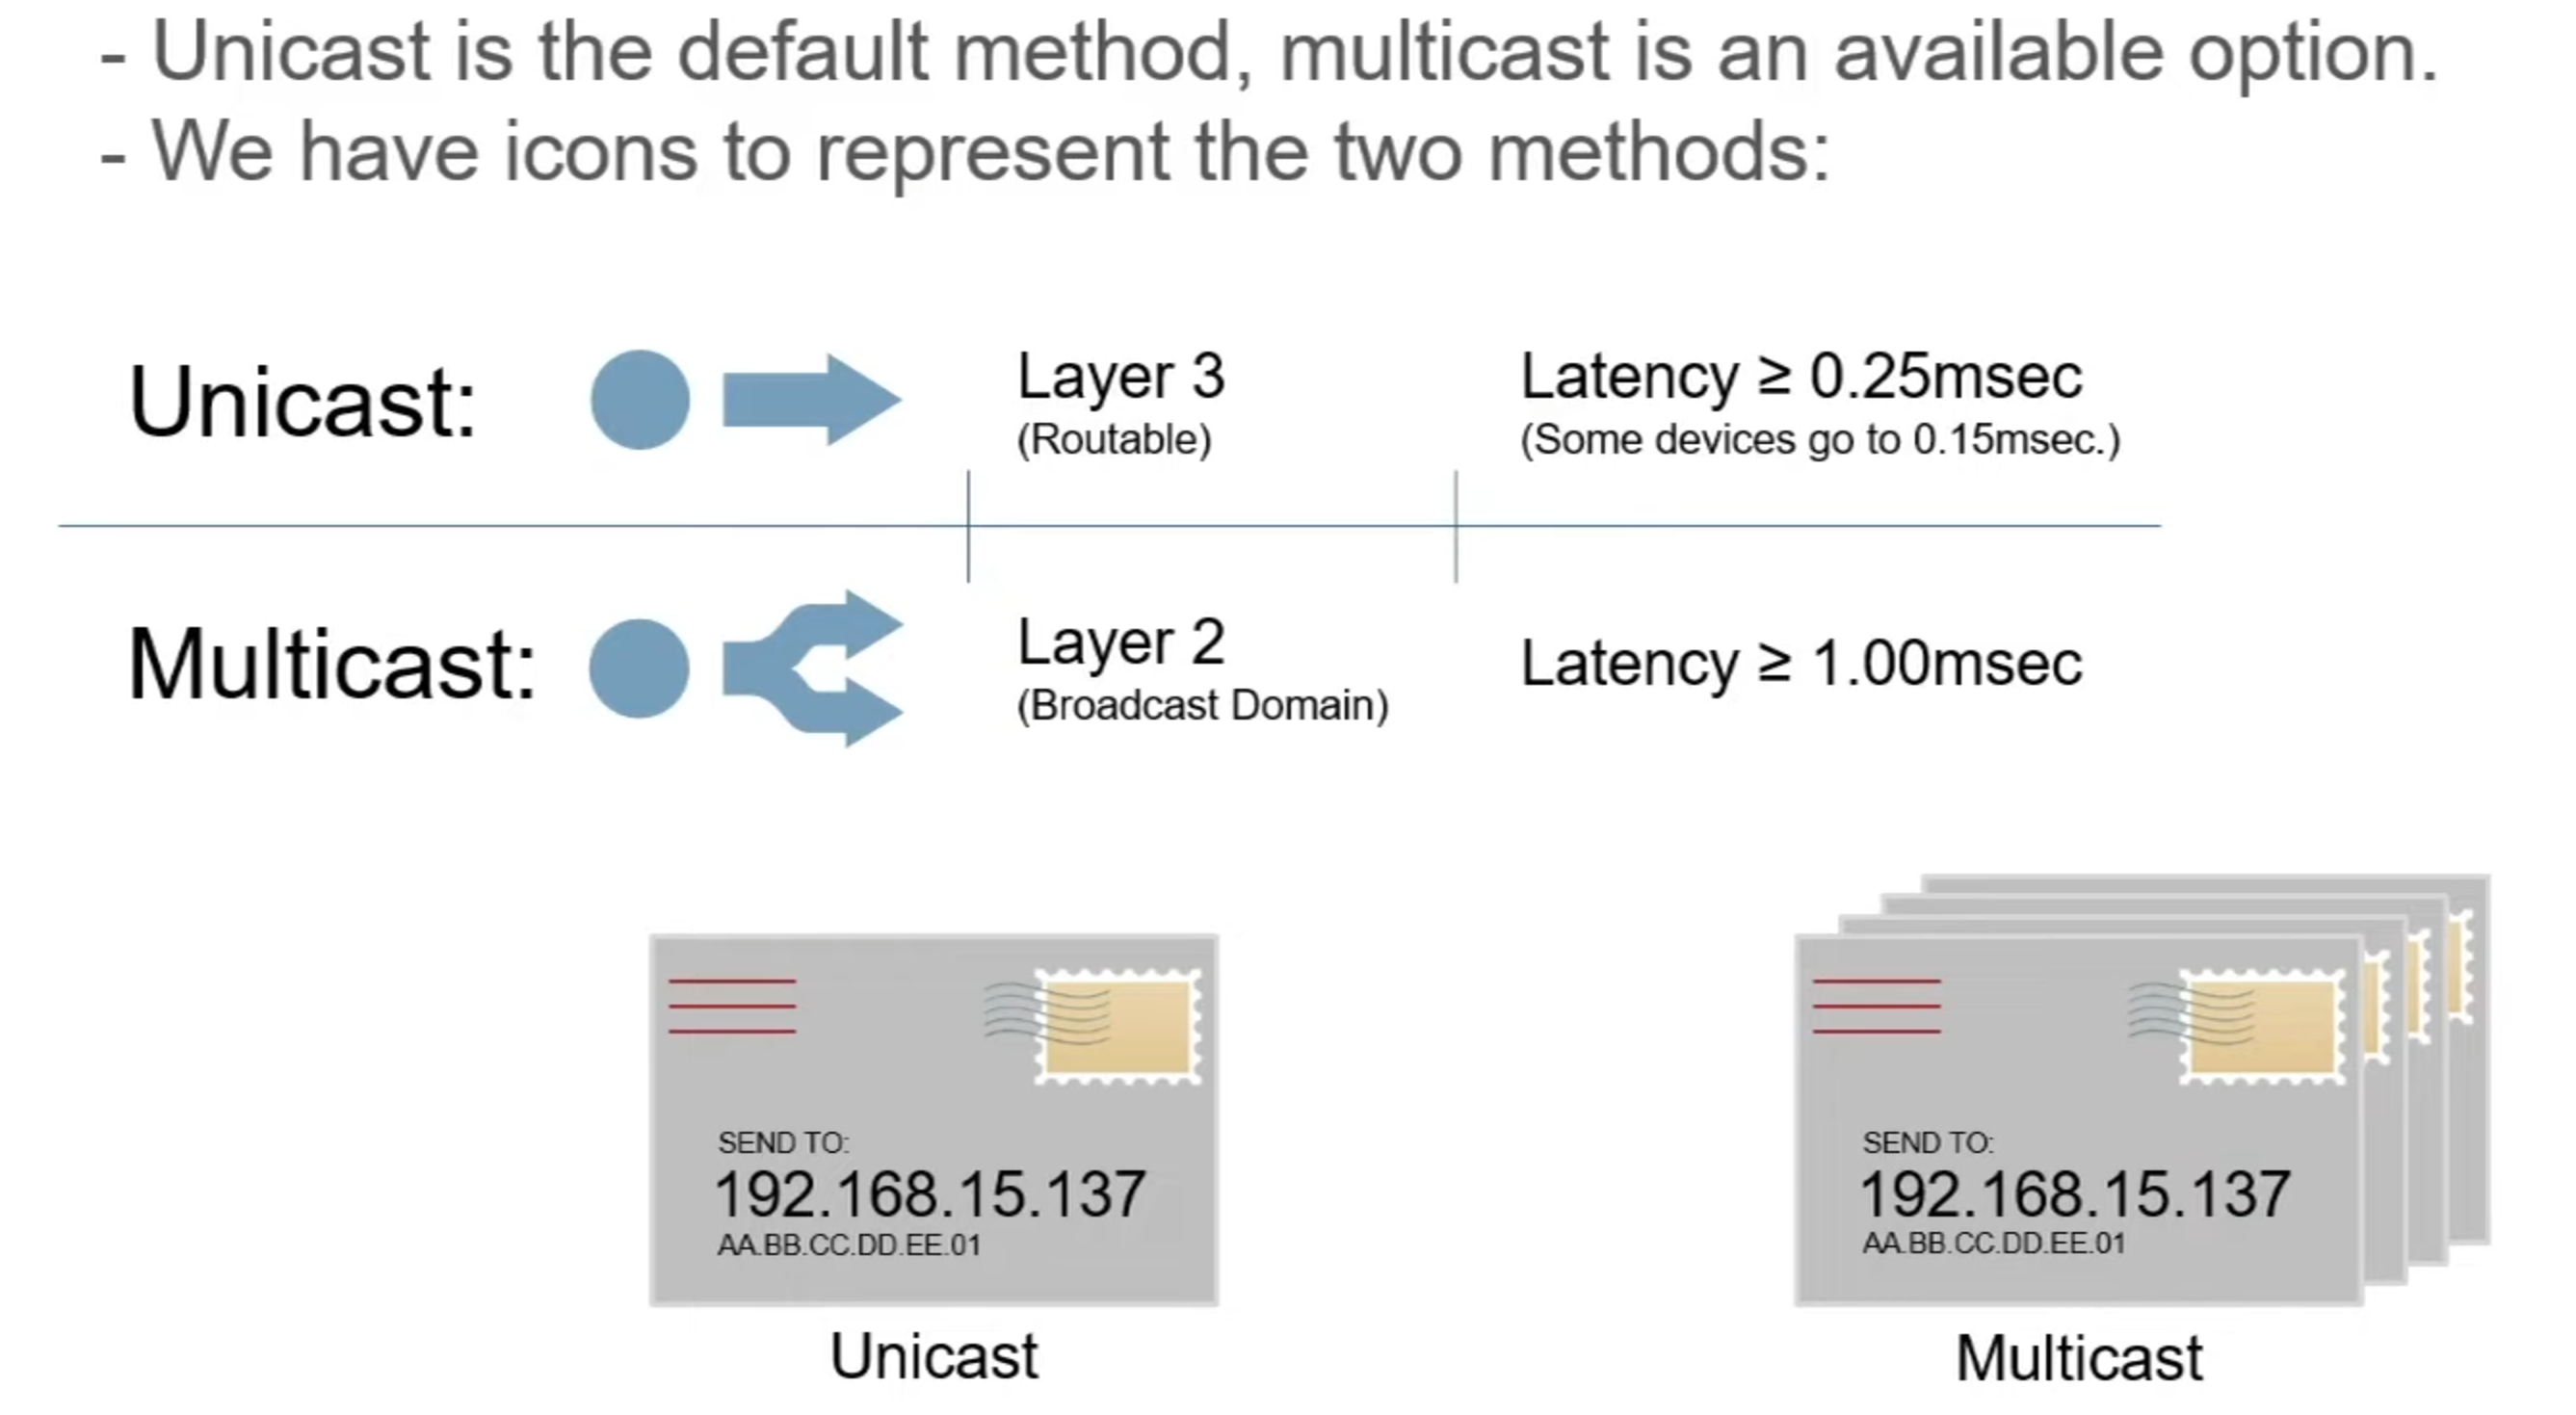 - Unicast is the default method, multicast is an available option.
- We have icons to represent the two methods:
Unicast:
Layer 3
(Routable)
Latency ≥ 0.25msec
(Some devices go to 0.15msec.)
Multicast:
Layer 2
(Broadcast Domain)
Latency ≥ 1.00msec
SEND TO:
192.168.15.137
AA.BB.CC.DD.EE.01
Unicast
SEND TO:
192.168.15.137
AA.BB.CC.DD.EE.01
Multicast